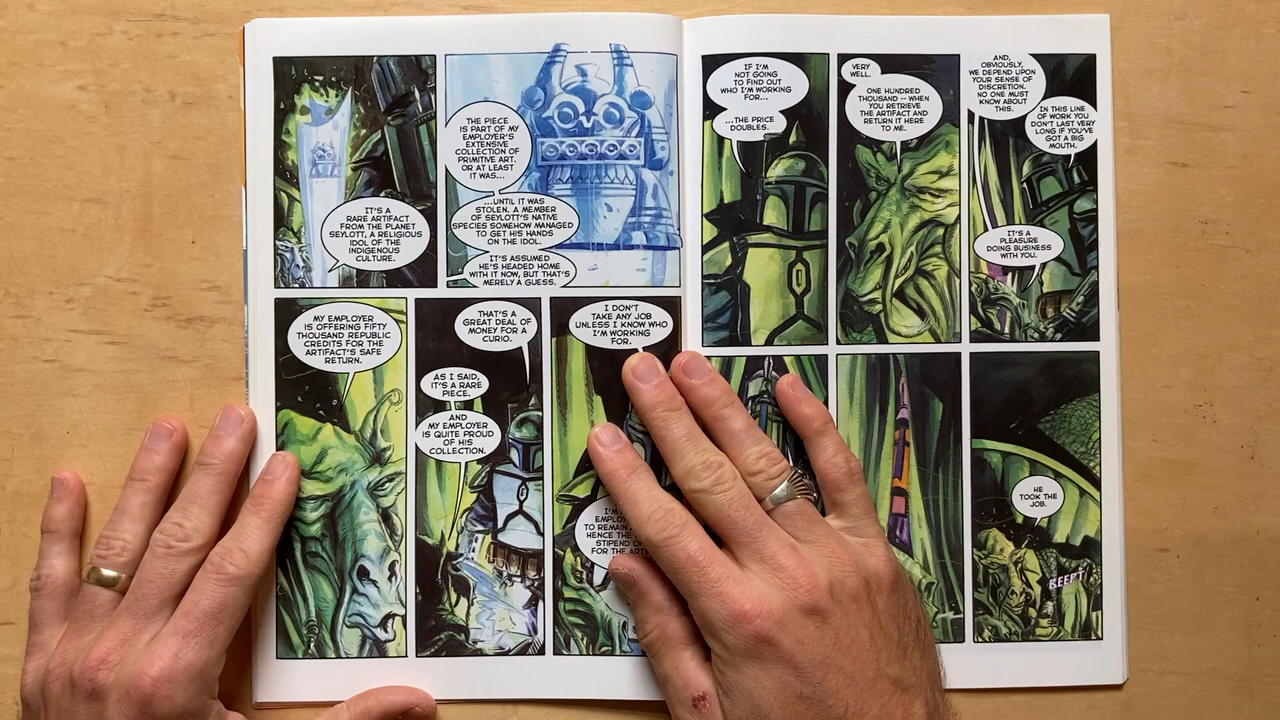 IT'S A
RARE ARTIFACT
FROM THE PLANET
SEYLOTT, A RELIGIOUS
IDOL OF THE
INDIGENOUS
CULTURE.
THE PIECE
IS PART OF MY
EMPLOYER'S
EXTENSIVE
COLLECTION OF
PRIMITIVE ART.
OR AT LEAST
IT WAS...
...UNTIL IT WAS
STOLEN. A MEMBER
OF SEYLOTT'S NATIVE
SPECIES SOMEHOW MANAGED
TO GET HIS HANDS
ON THE IDOL.
IT'S ASSUMED
HE'S HEADED HOME
WITH IT NOW, BUT THAT'S
MERELY A GUESS.
MY EMPLOYER
IS OFFERING FIFTY
THOUSAND REPUBLIC
CREDITS FOR THE
ARTIFACT'S SAFE
RETURN.
THAT'S A
GREAT DEAL OF
MONEY FOR A
CURIO.
AS I SAID,
IT'S A RARE
PIECE.
AND
MY EMPLOYER
IS QUITE PROUD
OF HIS
COLLECTION.
I DON'T
TAKE ANY JOB
UNLESS I KNOW WHO
I'M WORKING
FOR.
TO REMAIN
HENCE THE
STIPEND
FOR THE
IF I'M
NOT GOING
TO FIND OUT
WHO I'M WORKING
FOR...
...THE PRICE
DOUBLES.
VERY
WELL.
ONE HUNDRED
THOUSAND -- WHEN
YOU RETRIEVE
THE ARTIFACT AND
RETURN IT HERE
TO ME.
AND,
OBVIOUSLY,
WE DEPEND UPON
YOUR SENSE OF
DISCRETION.
NO ONE MUST
KNOW ABOUT
THIS.
IN THIS LINE
OF WORK YOU
DON'T LAST VERY
LONG IF YOU'VE
GOT A BIG
MOUTH.
IT'S A
PLEASURE
DOING BUSINESS
WITH YOU.
HE
TOOK THE
JOB.
BEEP!